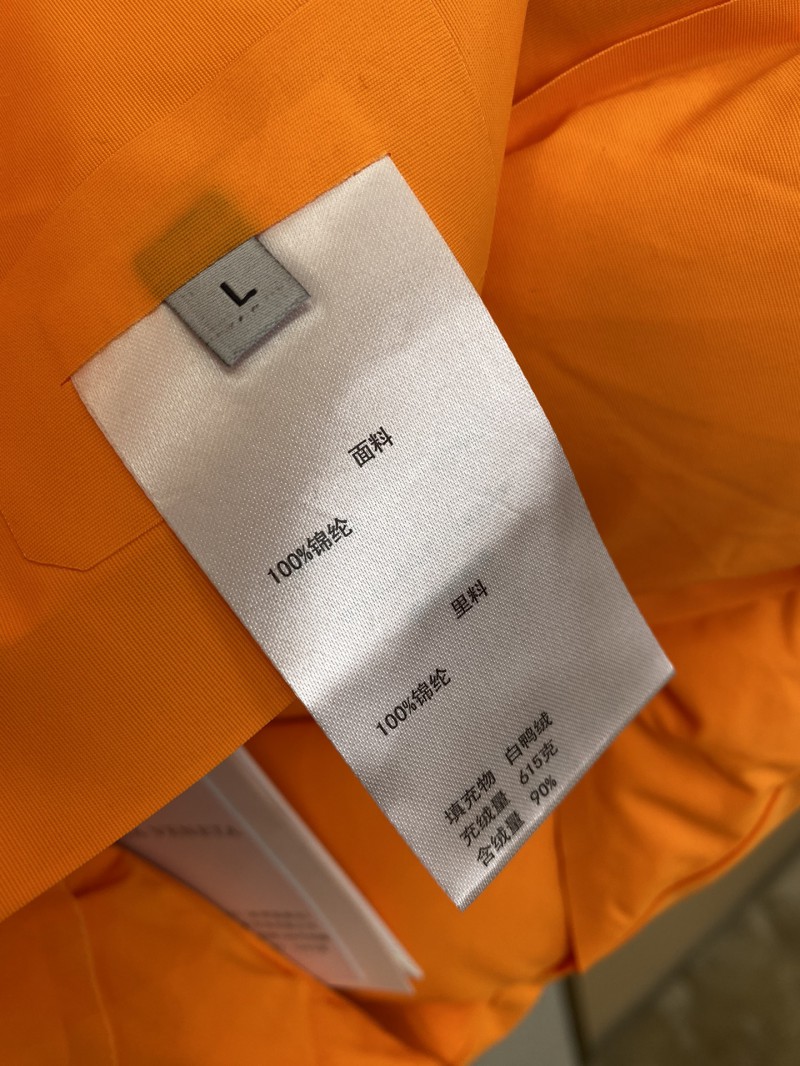 L
面料
100%锦纶
里料
100%锦纶
填充物 白鸭绒
充绒量 615克
含绒量 90%